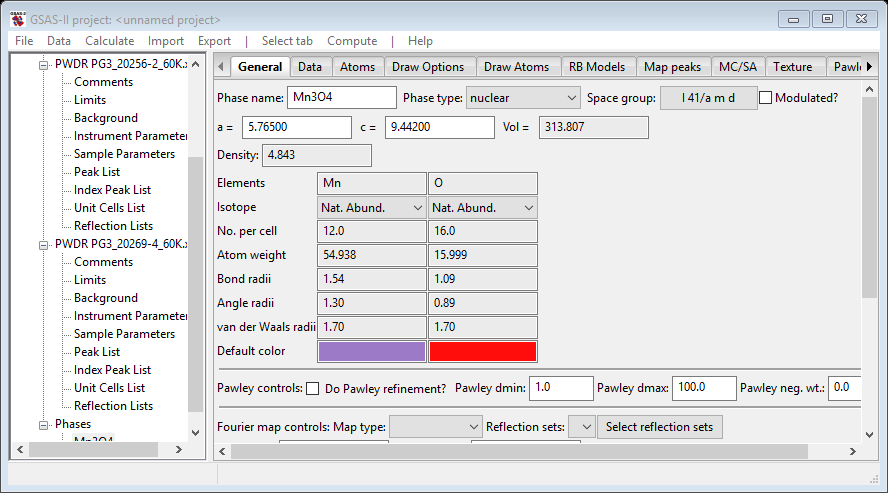 GSAS-II project: <unnamed project>
File Data Calculate Import Export | Select tab Compute | Help
PWDR PG3_20256-2_60K.x
Comments
Limits
Background
Instrument Parameter
Sample Parameters
Peak List
Index Peak List
Unit Cells List
Reflection Lists
PWDR PG3_20269-4_60K.x
Comments
Limits
Background
Instrument Parameter
Sample Parameters
Peak List
Index Peak List
Unit Cells List
Reflection Lists
Phases
Mn3O4
General Data Atoms Draw Options Draw Atoms RB Models Map peaks MC/SA Texture Pawle
Phase name: Mn3O4 Phase type: nuclear Space group: I 41/a m d Modulated?
a = 5.76500 c = 9.44200 Vol = 313.807
Density: 4.843
Elements Mn O
Isotope Nat. Abund. Nat. Abund.
No. per cell 12.0 16.0
Atom weight 54.938 15.999
Bond radii 1.54 1.09
Angle radii 1.30 0.89
van der Waals radii 1.70 1.70
Default color
Pawley controls: Do Pawley refinement? Pawley dmin: 1.0 Pawley dmax: 100.0 Pawley neg. wt.: 0.0
Fourier map controls: Map type: Reflection sets: Select reflection sets